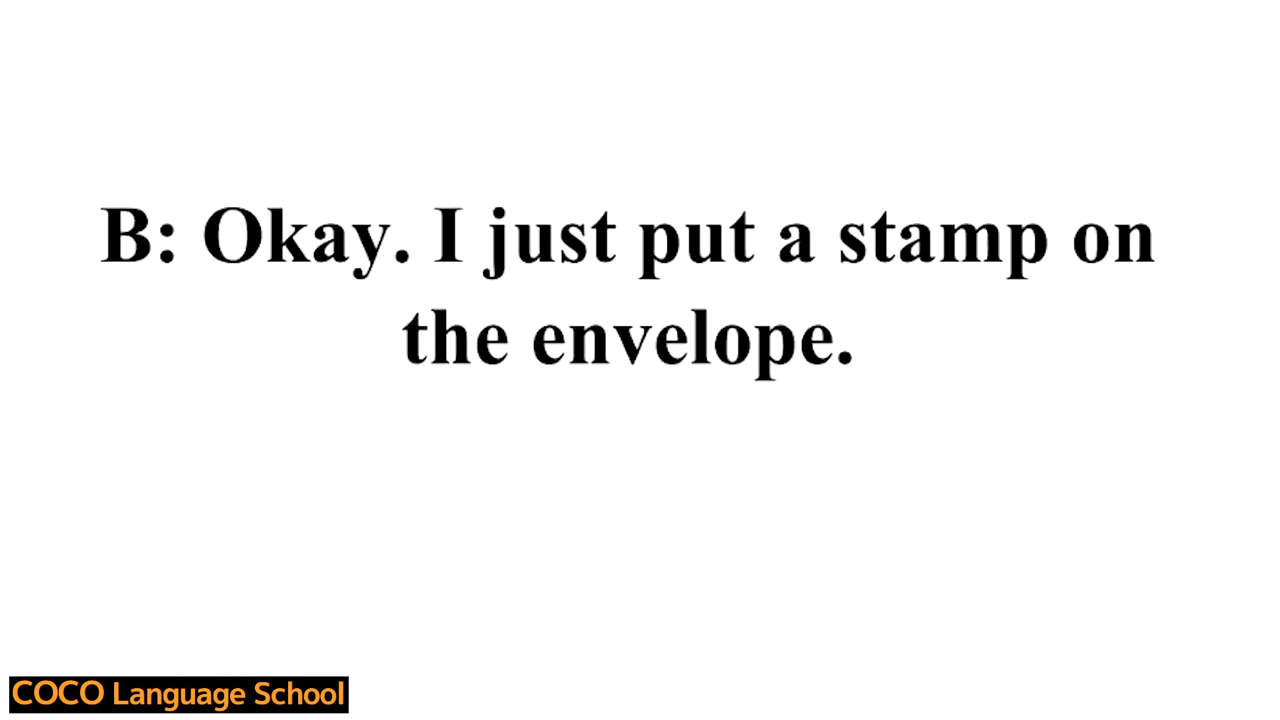 B: Okay. I just put a stamp on
the envelope.
COCO Language School